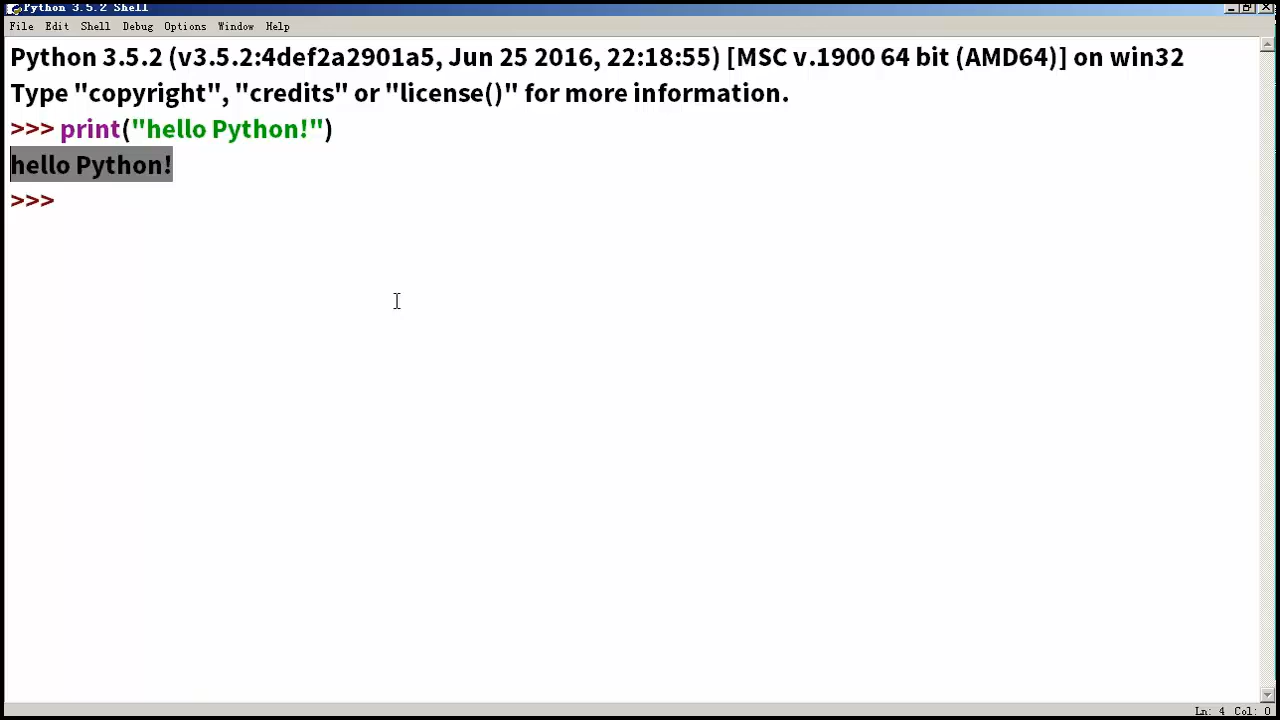 Python 3.5.2 Shell
File Edit Shell Debug Options Window Help
Python 3.5.2 (v3.5.2:4def2a2901a5, Jun 25 2016, 22:18:55) [MSC v.1900 64 bit (AMD64)] on win32
Type "copyright", "credits" or "license()" for more information.
>>> print("hello Python!")
hello Python!
>>>
Ln: 4 Col: 0